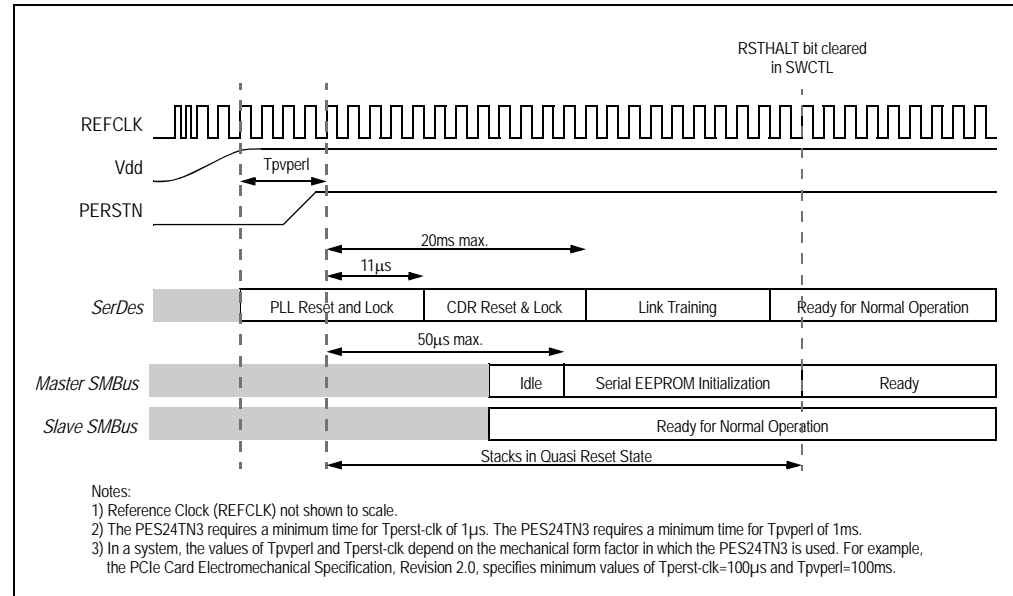 RSTHALT bit cleared
in SWCTL
REFCLK
Vdd
Tpvperl
PERSTN
20ms max.
11µs
SerDes
PLL Reset and Lock
CDR Reset & Lock
Link Training
Ready for Normal Operation
50µs max.
Master SMBus
Idle
Serial EEPROM Initialization
Ready
Slave SMBus
Ready for Normal Operation
Stacks in Quasi Reset State
Notes:
1) Reference Clock (REFCLK) not shown to scale.
2) The PES24TN3 requires a minimum time for Tperst-clk of 1µs. The PES24TN3 requires a minimum time for Tpvperl of 1ms.
3) In a system, the values of Tpvperl and Tperst-clk depend on the mechanical form factor in which the PES24TN3 is used. For example,
the PCIe Card Electromechanical Specification, Revision 2.0, specifies minimum values of Tperst-clk=100µs and Tpvperl=100ms.